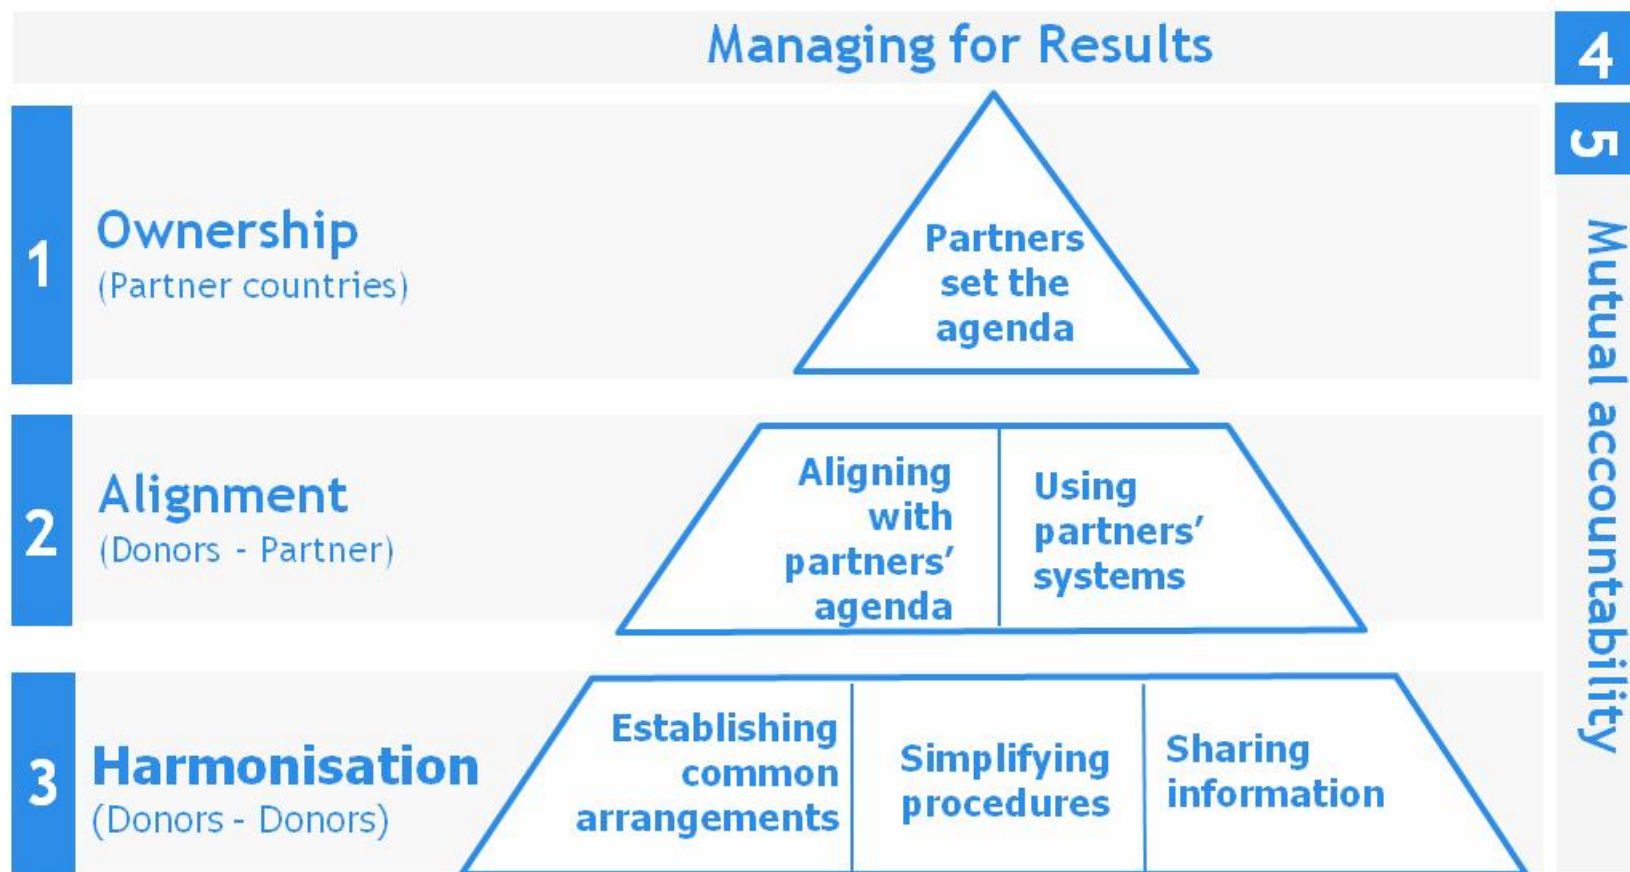 Managing for Results
4
5
Mutual accountability
1
Ownership
(Partner countries)
Partners
set the
agenda
2
Alignment
(Donors - Partner)
Aligning
with
partners’
agenda
Using
partners’
systems
3
Harmonisation
(Donors - Donors)
Establishing
common
arrangements
Simplifying
procedures
Sharing
information